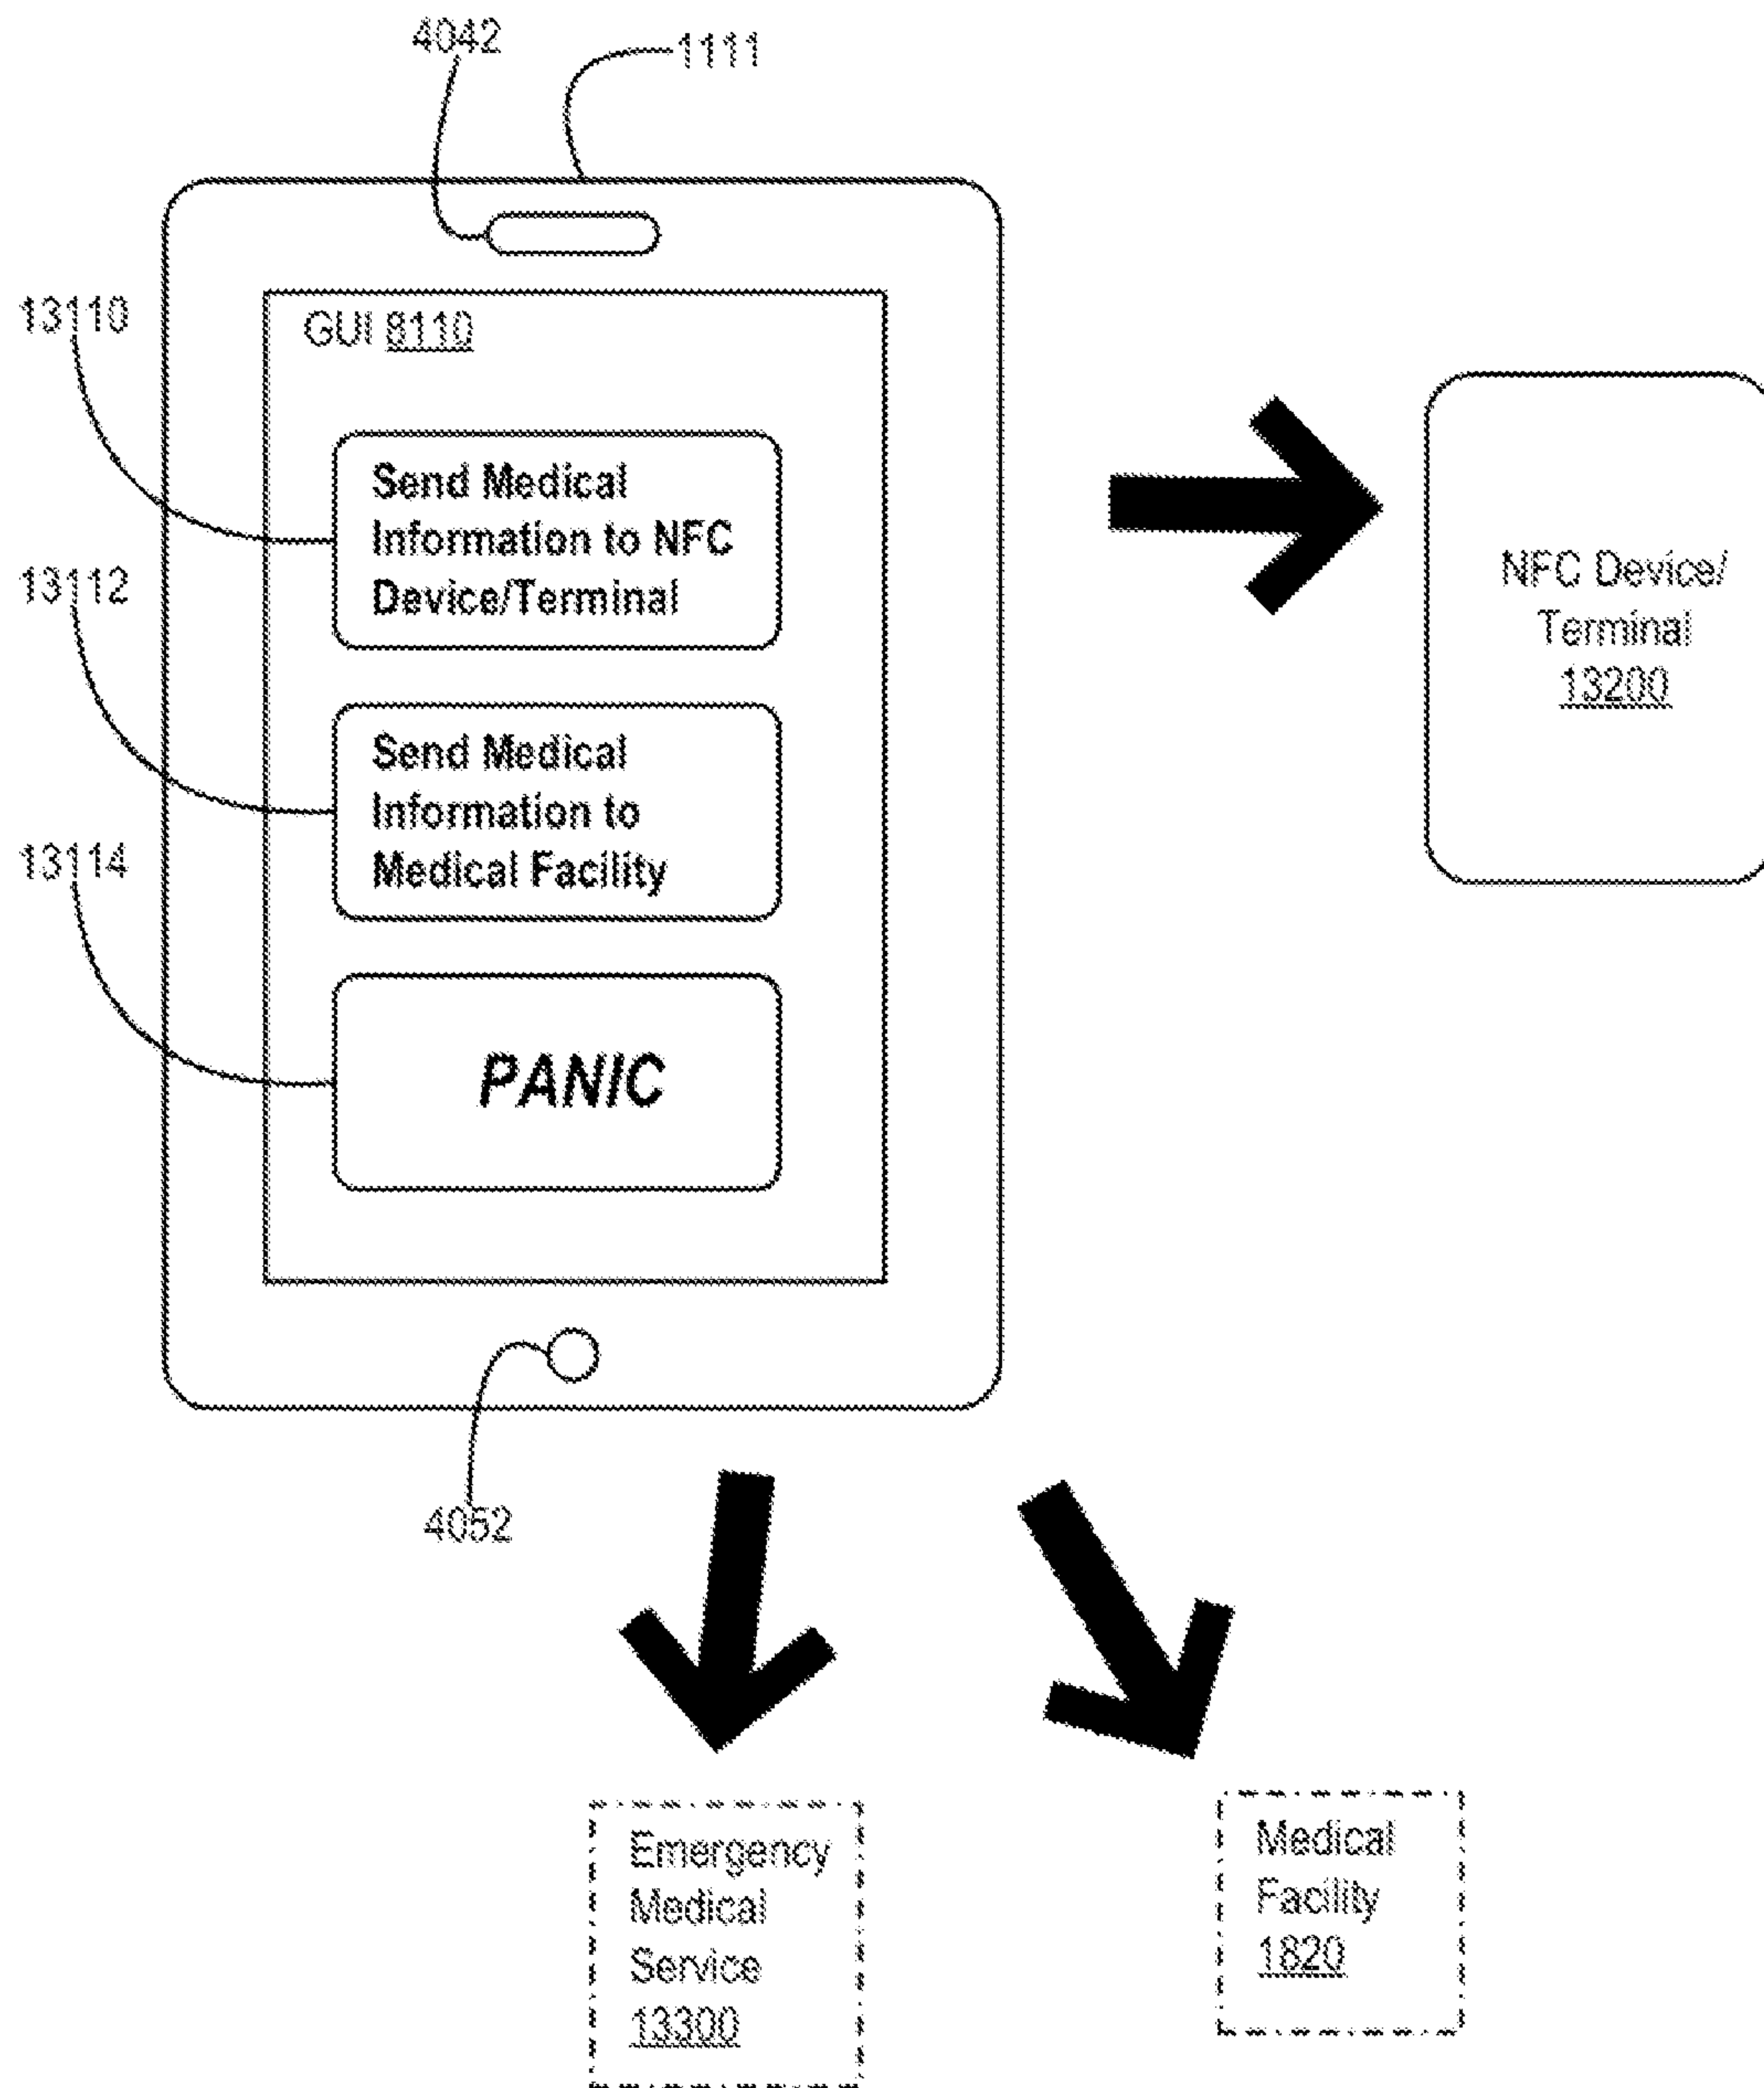 4042
1111
13110
GUI 8110
Send Medical
Information to NFC
Device/Terminal
NFC Device/
Terminal
13200
13112
Send Medical
Information to
Medical Facility
13114
PANIC
4052
Emergency
Medical
Service
13300
Medical
Facility
1820